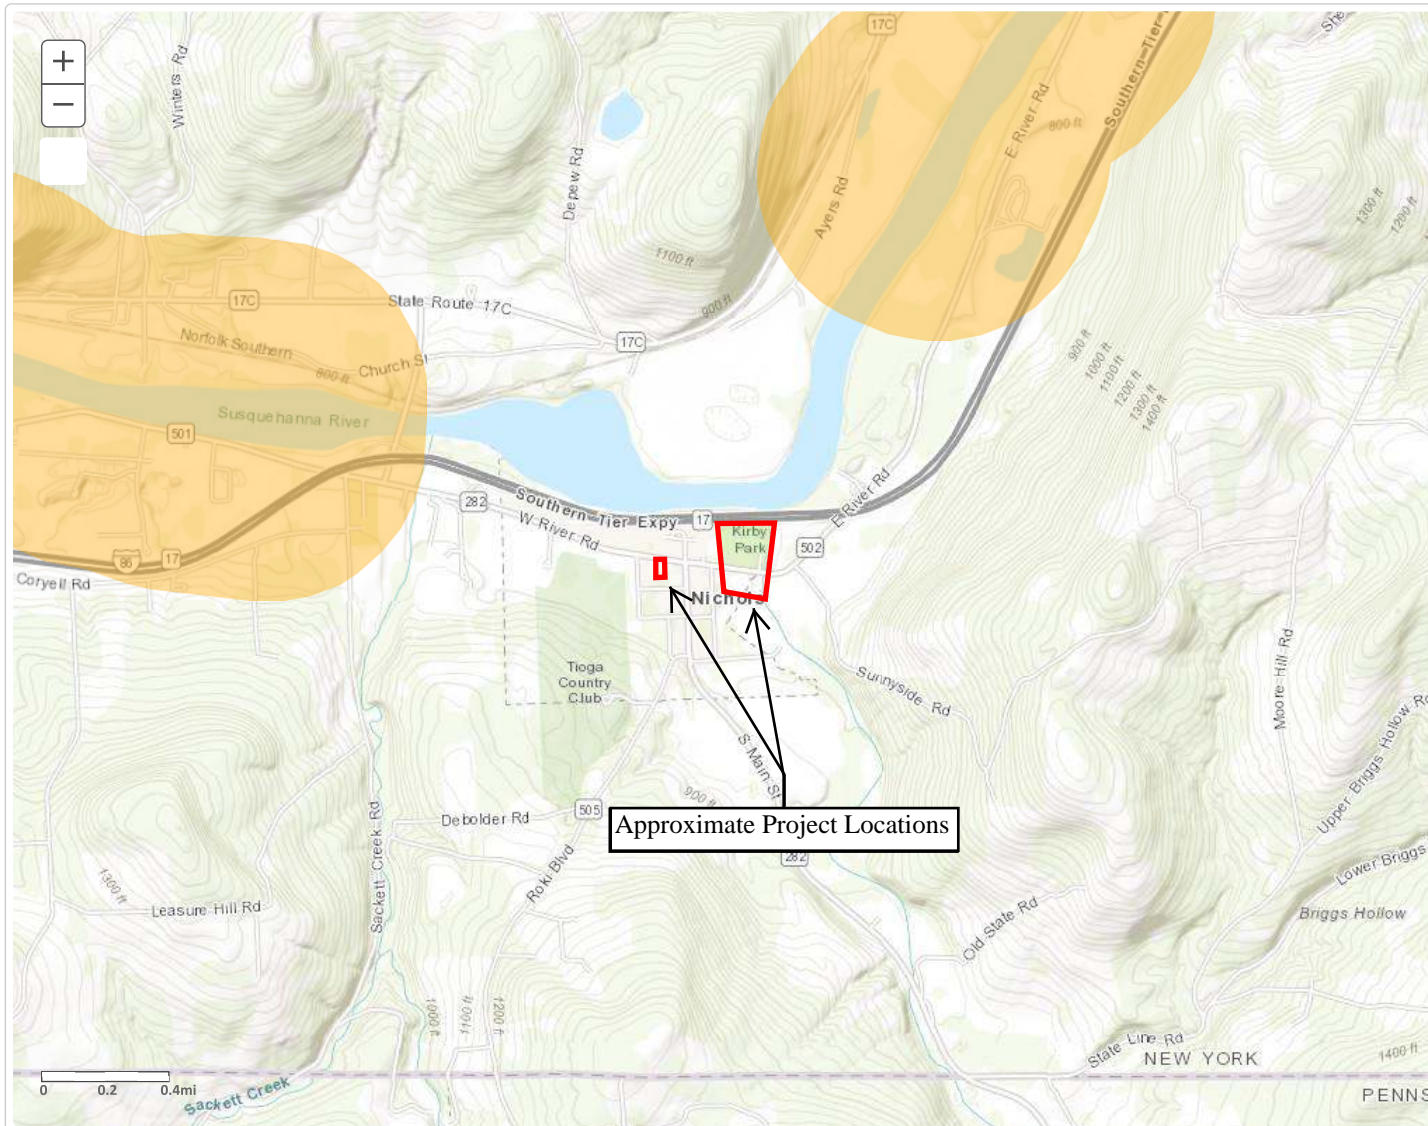 +
−
Winters Rd
17C
Southern Tier
She
Depew Rd
E River Rd
800 ft
Southern Tier
Ayers Rd
1300 ft
1200 ft
1100 ft
17C
State Route 17C
900 ft
Norfolk Southern
17C
800 ft
Church St
900 ft
1000 ft
1100 ft
1200 ft
1300 ft
1400 ft
Susquehanna River
501
282
Southern Tier Expy
17
W River Rd
E River Rd
Kirby
Park
502
86
17
Coryell Rd
Nichols
Tioga
Country
Club
Sunnyside Rd
Moore Hill Rd
Upper Briggs Hollow Rd
S Main St
900 ft
505
Debolder Rd
Approximate Project Locations
282
Sackett Creek Rd
Roki Blvd
1300 ft
Leasure Hill Rd
Lower Briggs
Briggs Hollow
Old State Rd
1000 ft
1100 ft
1200 ft
State Line Rd
NEW YORK
1400 ft
0 0.2 0.4mi
Sackett Creek
PENNS